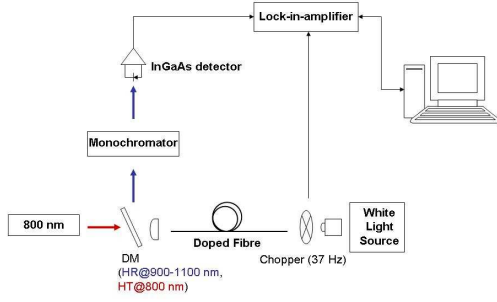 Lock-in-amplifier
InGaAs detector
Monochromator
800 nm
DM
(HR@900-1100 nm,
HT@800 nm)
Doped Fibre
Chopper (37 Hz)
White
Light
Source